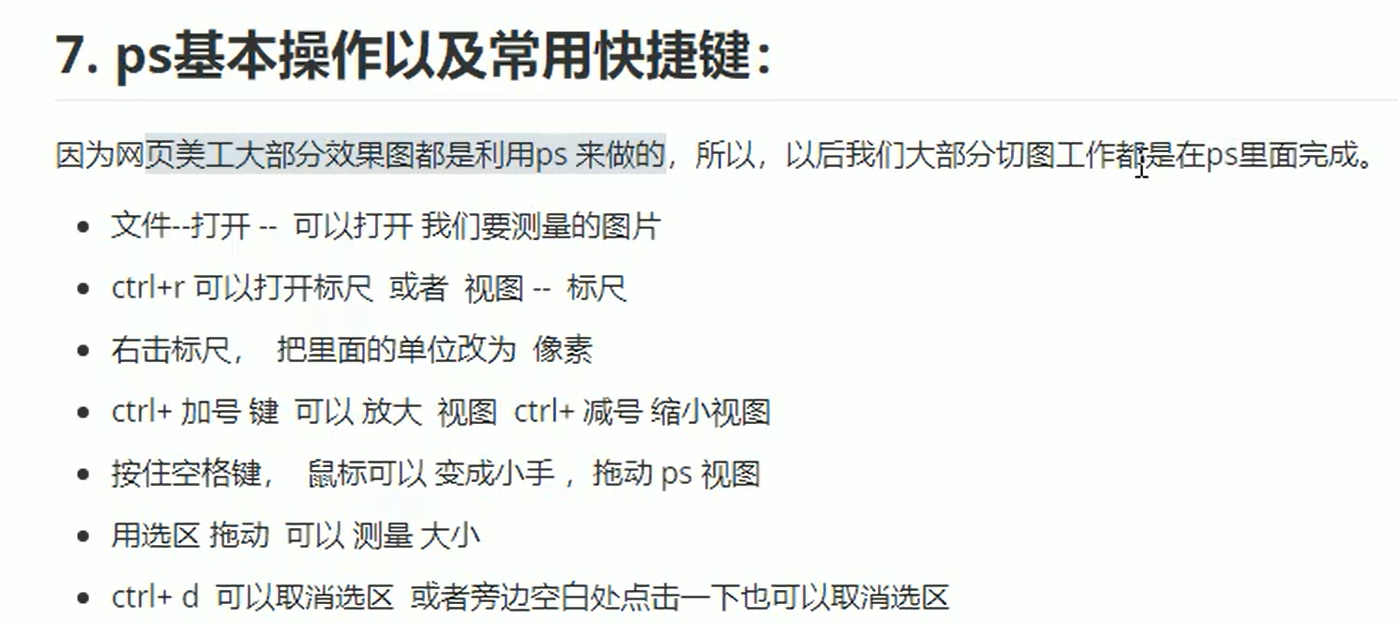 7. ps基本操作以及常用快捷键：
因为网页美工大部分效果图都是利用ps 来做的，所以，以后我们大部分切图工作都是在ps里面完成。
文件--打开 -- 可以打开 我们要测量的图片
ctrl+r 可以打开标尺 或者 视图 -- 标尺
右击标尺， 把里面的单位改为 像素
ctrl+ 加号 键 可以 放大 视图 ctrl+ 减号 缩小视图
按住空格键， 鼠标可以 变成小手 ，拖动 ps 视图
用选区 拖动 可以 测量 大小
ctrl+ d 可以取消选区 或者旁边空白处点击一下也可以取消选区